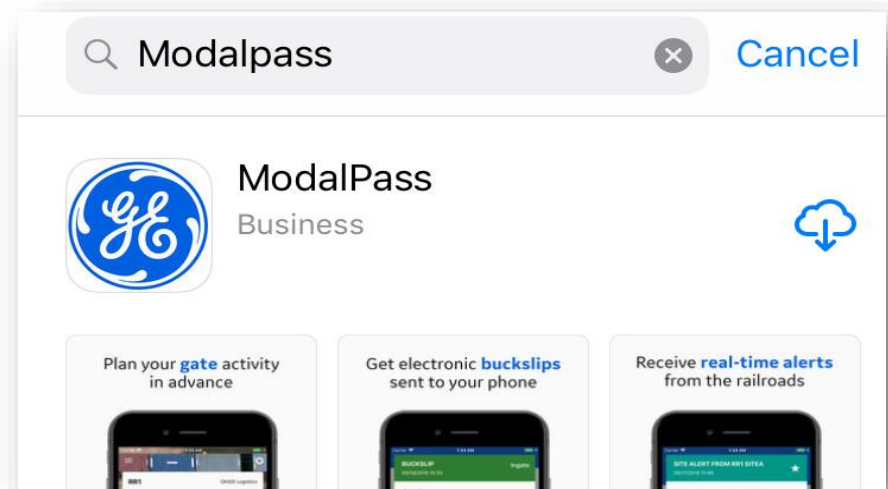 Modalpass
Cancel
ModalPass
Business
GE
Plan your gate activity
in advance
Get electronic buckslips
sent to your phone
Receive real-time alerts
from the railroads
RR1
BUCKSLIP
Ingate
SITE ALERT FROM RR1 SITEA